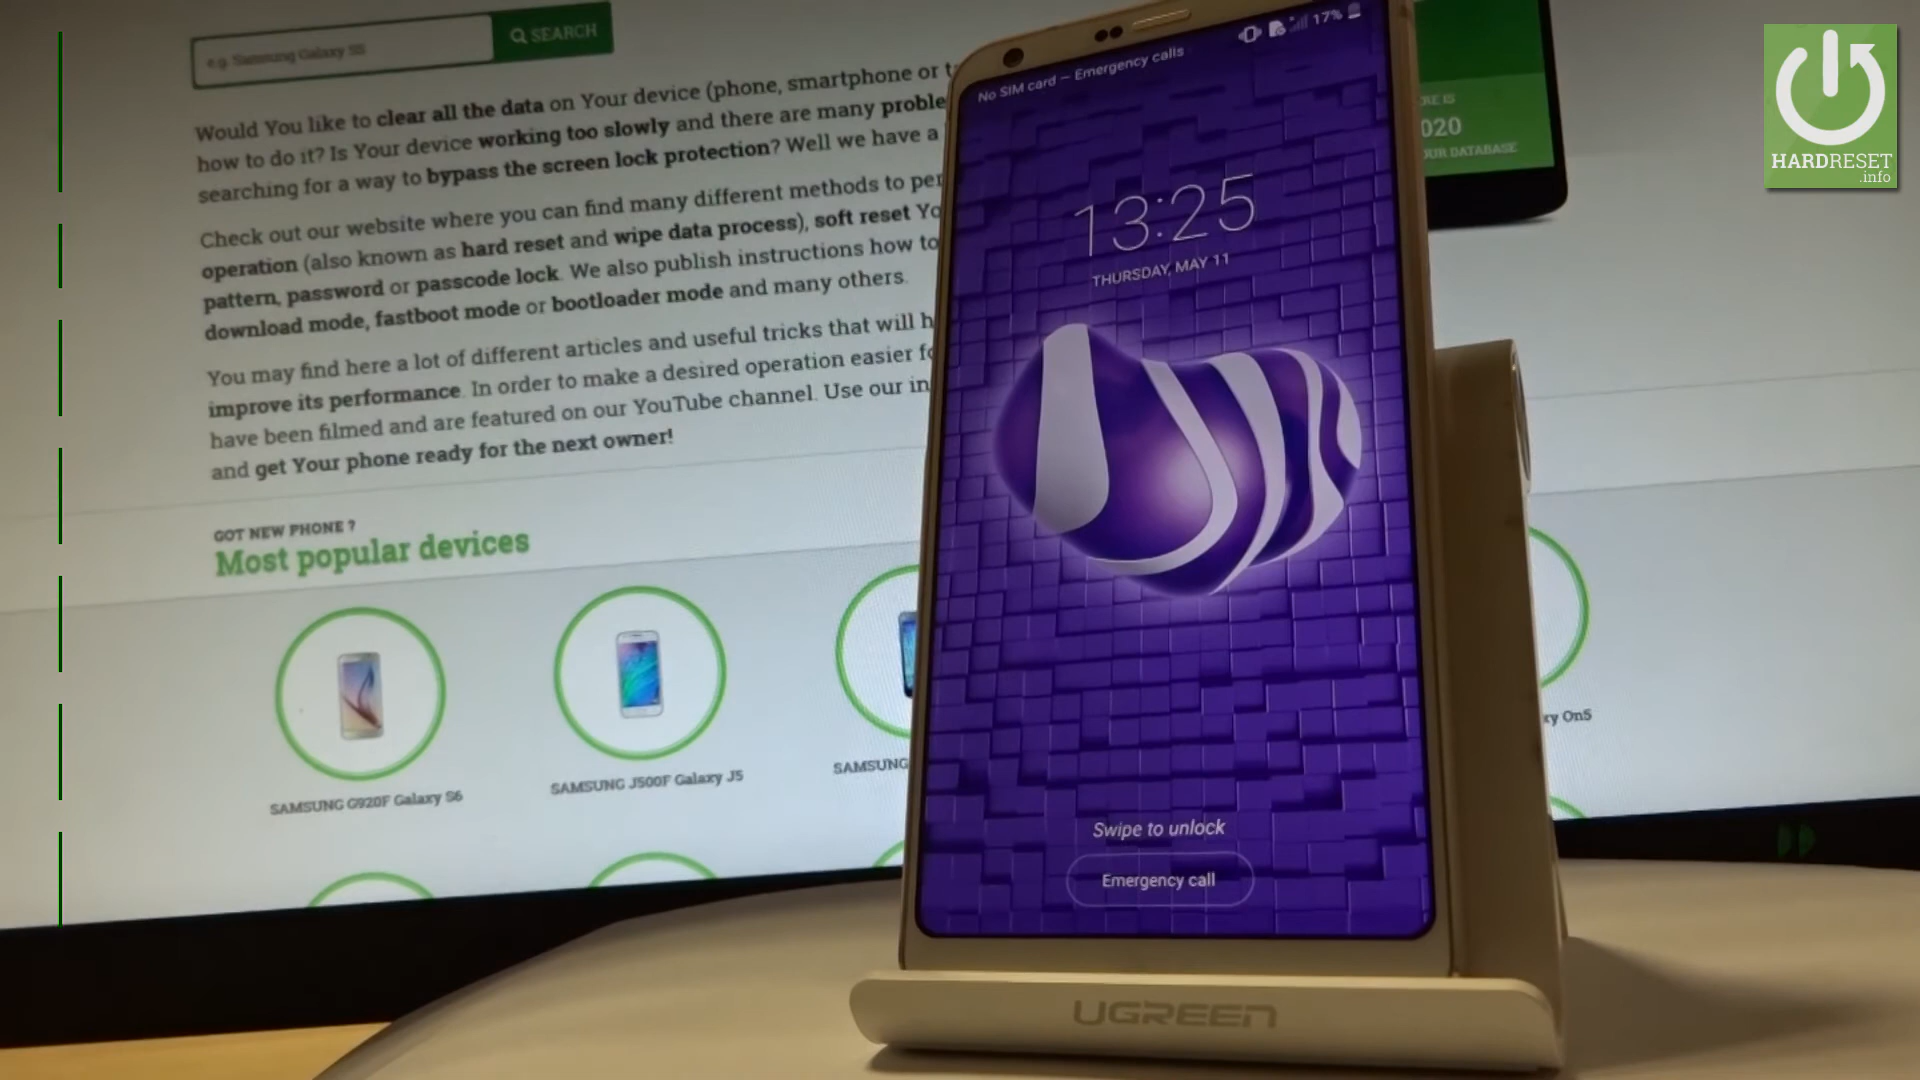 e.g. Samsung Galaxy S5
SEARCH
Would You like to clear all the data on Your device (phone, smartphone or
how to do it? Is Your device working too slowly and there are many
searching for a way to bypass the screen lock protection? Well we have a
Check out our website where you can find many different methods to
operation (also known as hard reset and wipe data process), soft reset
pattern, password or passcode lock. We also publish instructions how to
download mode, fastboot mode or bootloader mode and many others.
You may find here a lot of different articles and useful tricks that will
improve its performance. In order to make a desired operation easier
have been filmed and are featured on our YouTube channel. Use our
and get Your phone ready for the next owner!
GOT NEW PHONE ?
Most popular devices
SAMSUNG G920F Galaxy S6
SAMSUNG J500F Galaxy J5
SAMSUNG
On5
IS
020
DATABASE
17%
No SIM card – Emergency calls
13:25
THURSDAY, MAY 11
Swipe to unlock
Emergency call
UGREEN
HARDRESET
.info